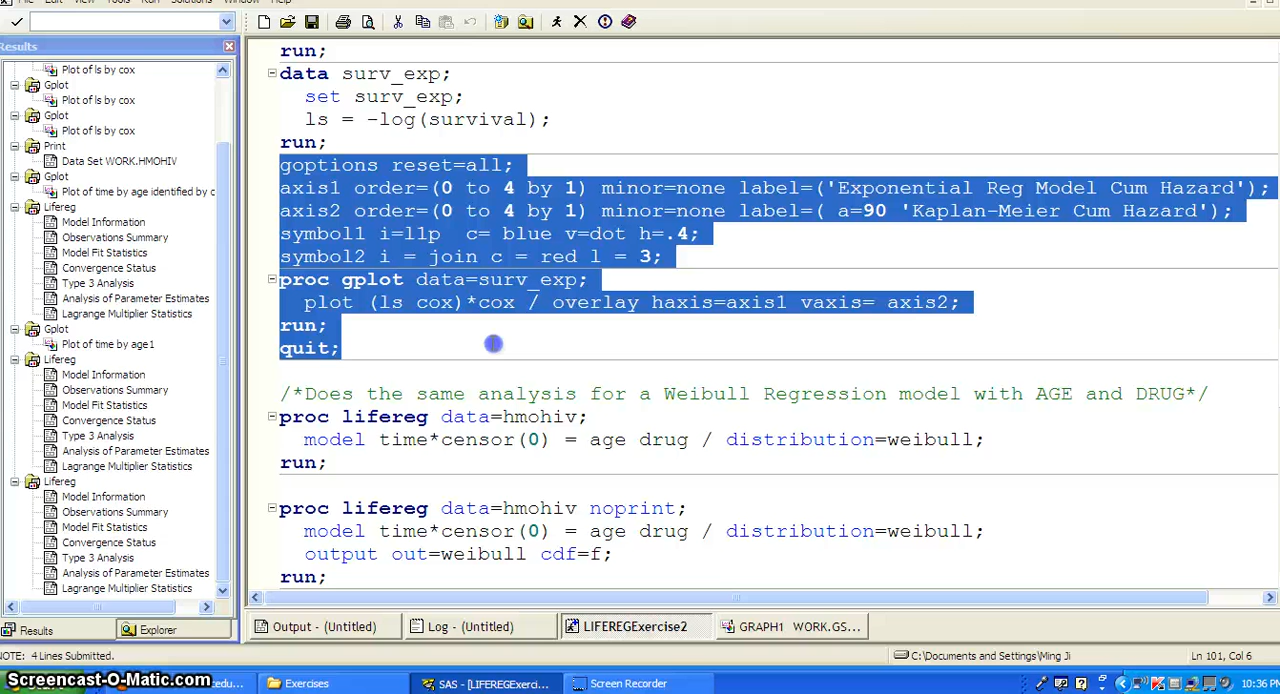 File Edit View Tools Run Solutions Window Help
Results
Plot of ls by cox
Gplot
Plot of ls by cox
Gplot
Plot of ls by cox
Print
Data Set WORK.HMOHIV
Gplot
Plot of time by age identified by c
Lifereg
Model Information
Observations Summary
Model Fit Statistics
Convergence Status
Type 3 Analysis
Analysis of Parameter Estimates
Lagrange Multiplier Statistics
Gplot
Plot of time by age1
Lifereg
Model Information
Observations Summary
Model Fit Statistics
Convergence Status
Type 3 Analysis
Analysis of Parameter Estimates
Lagrange Multiplier Statistics
Lifereg
Model Information
Observations Summary
Model Fit Statistics
Convergence Status
Type 3 Analysis
Analysis of Parameter Estimates
Lagrange Multiplier Statistics
Results Explorer
run;
data surv_exp;
set surv_exp;
ls = -log(survival);
run;
goptions reset=all;
axis1 order=(0 to 4 by 1) minor=none label=('Exponential Reg Model Cum Hazard');
axis2 order=(0 to 4 by 1) minor=none label=( a=90 'Kaplan-Meier Cum Hazard');
symbol1 i=l1p c= blue v=dot h=.4;
symbol2 i = join c = red l = 3;
proc gplot data=surv_exp;
plot (ls cox)*cox / overlay haxis=axis1 vaxis= axis2;
run;
quit;
/*Does the same analysis for a Weibull Regression model with AGE and DRUG*/
proc lifereg data=hmohiv;
model time*censor(0) = age drug / distribution=weibull;
run;
proc lifereg data=hmohiv noprint;
model time*censor(0) = age drug / distribution=weibull;
output out=weibull cdf=f;
run;
Output - (Untitled) Log - (Untitled) LIFEREGExercise2 GRAPH1 WORK.GS...
NOTE: 4 Lines Submitted. C:\Documents and Settings\Ming Ji Ln 101, Col 6
Screencast-O-Matic.com Exercises SAS - [LIFEREGExerci... Screen Recorder 10:36 PM